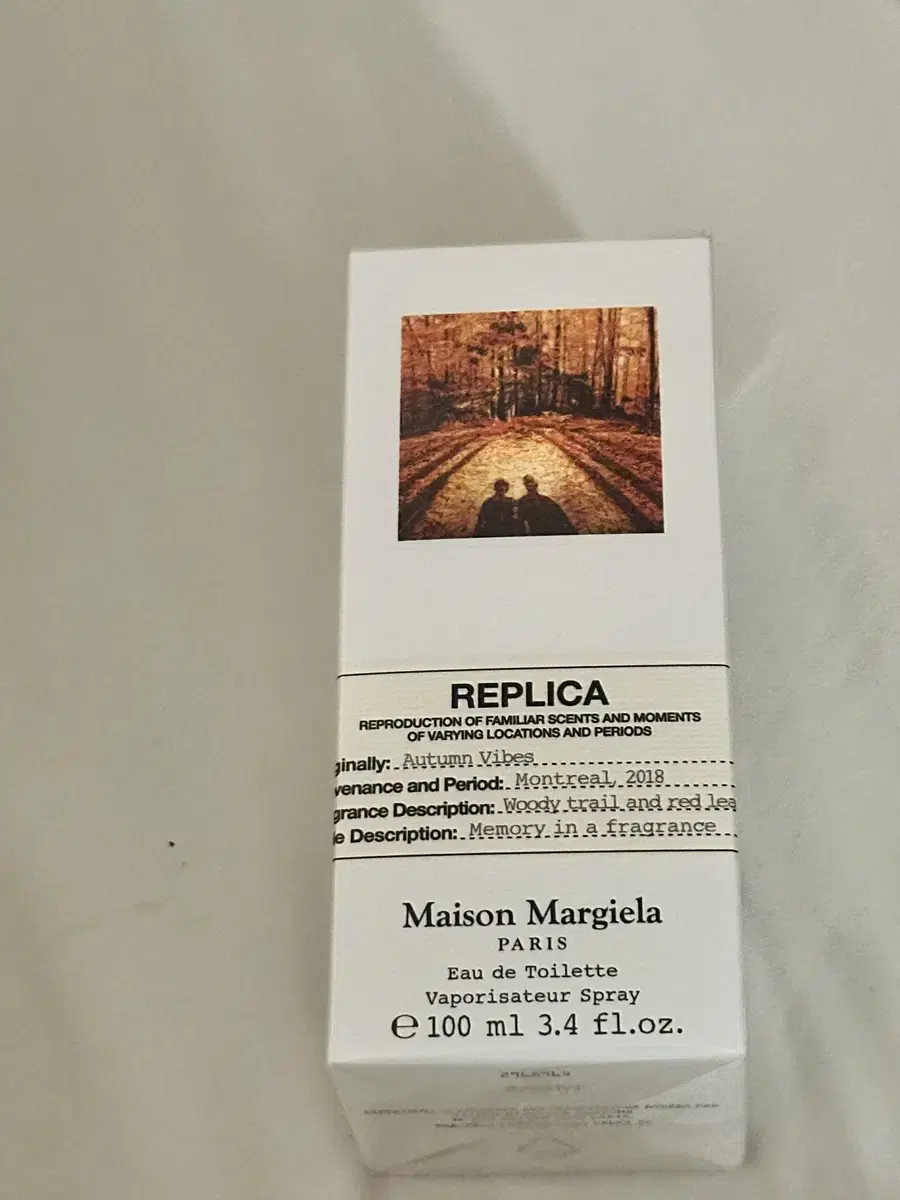 REPLICA
REPRODUCTION OF FAMILIAR SCENTS AND MOMENTS
OF VARYING LOCATIONS AND PERIODS
ginally: Autumn Vibes
venance and Period: Montreal, 2018
grance Description: Woody trail and red lea
e Description: Memory in a fragrance
Maison Margiela
PARIS
Eau de Toilette
Vaporisateur Spray
℮ 100 ml 3.4 fl.oz.